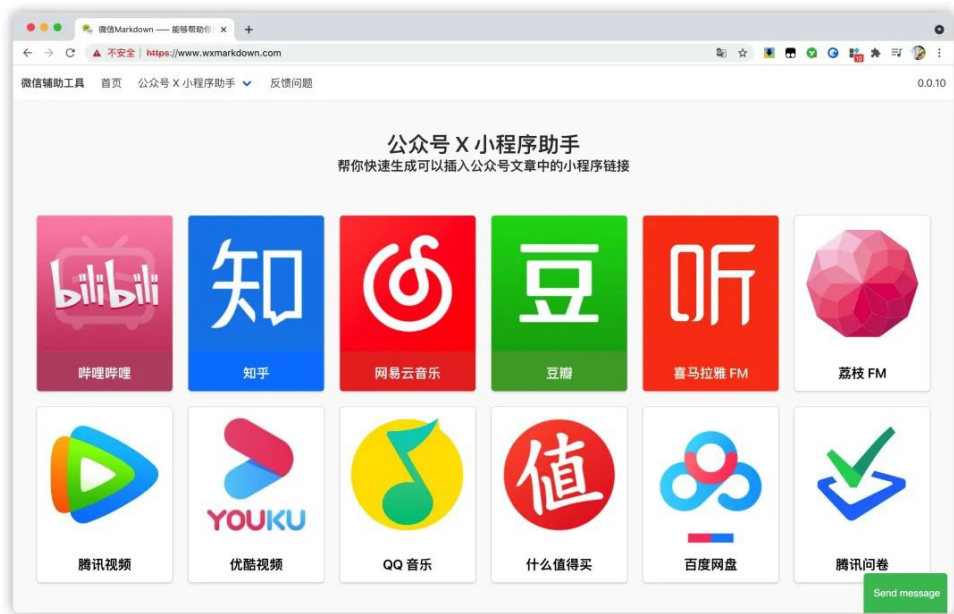 微信Markdown —— 能够帮助你
不安全 https://www.wxmarkdown.com
10
微信辅助工具 首页 公众号 X 小程序助手 反馈问题 0.0.10
公众号 X 小程序助手
帮你快速生成可以插入公众号文章中的小程序链接
bilibili 知 豆 听
哔哩哔哩 知乎 网易云音乐 豆瓣 喜马拉雅 FM 荔枝 FM
YOUKU 值
腾讯视频 优酷视频 QQ 音乐 什么值得买 百度网盘 腾讯问卷
Send message